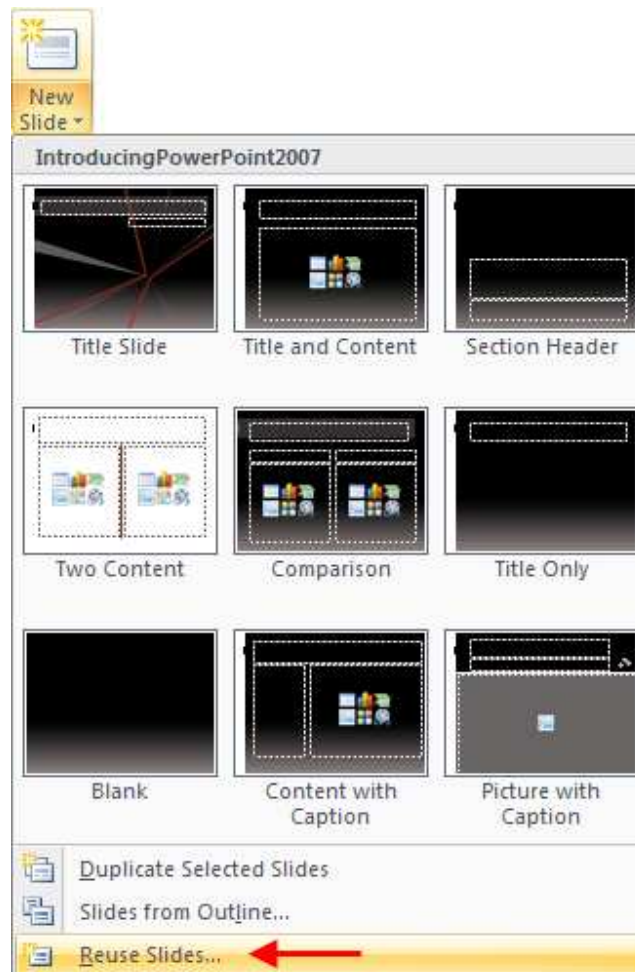 New
Slide
IntroducingPowerPoint2007
Title Slide
Title and Content
Section Header
Two Content
Comparison
Title Only
Blank
Content with
Caption
Picture with
Caption
Duplicate Selected Slides
Slides from Outline...
Reuse Slides...